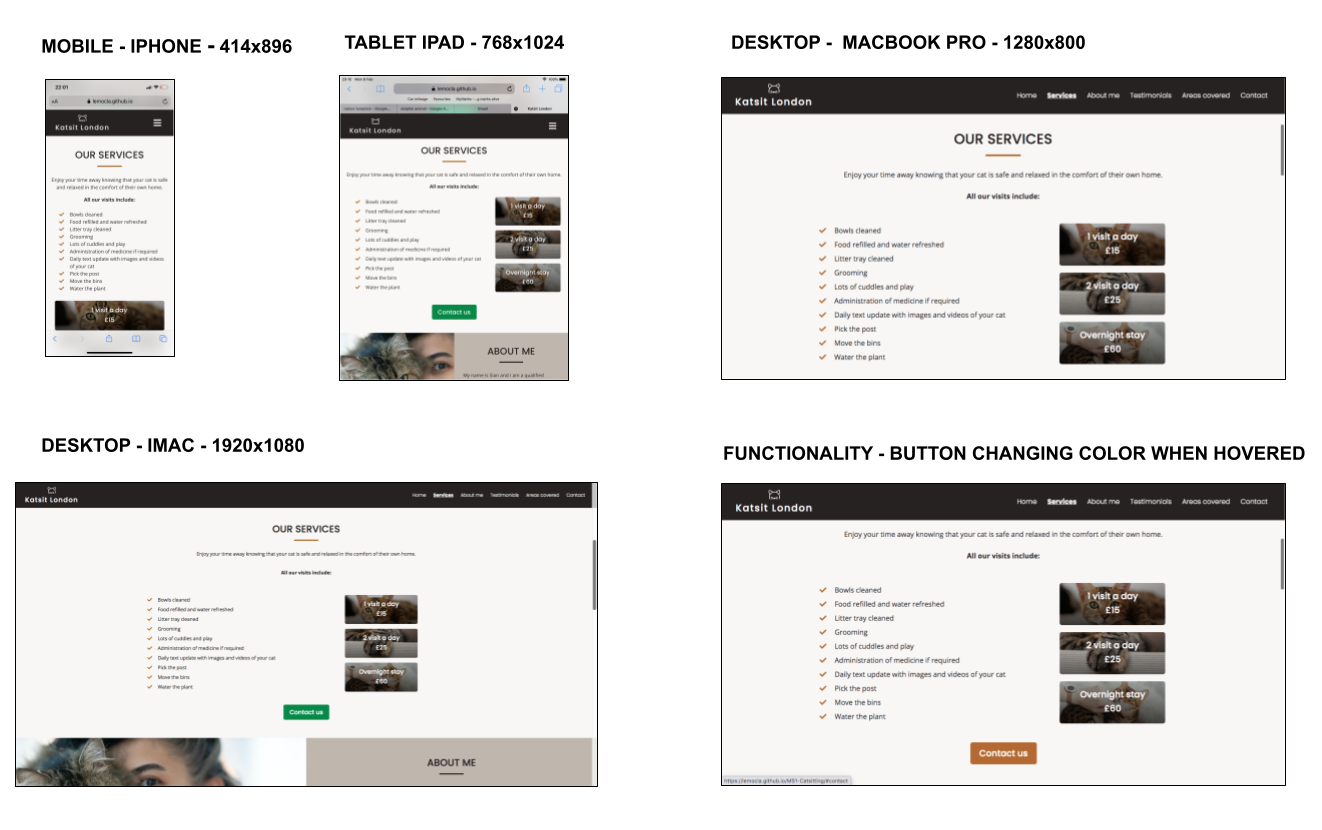 MOBILE - IPHONE - 414x896
22:01
AA
lemocla.github.io
Katsit London
OUR SERVICES
Enjoy your time away knowing that your cat is safe
and relaxed in the comfort of their own home.
All our visits include:
Bowls cleaned
Food refilled and water refreshed
Litter tray cleaned
Grooming
Lots of cuddles and play
Administration of medicine if required
Daily text update with images and videos
of your cat
Pick the post
Move the bins
Water the plant
1 visit a day
£15
TABLET IPAD - 768x1024
lemocla.github.io
Katsit London
Katsit London
OUR SERVICES
Enjoy your time away knowing that your cat is safe and relaxed in the comfort of their own home.
All our visits include:
Bowls cleaned
Food refilled and water refreshed
Litter tray cleaned
Grooming
Lots of cuddles and play
Administration of medicine if required
Daily text update with images and videos of your cat
Pick the post
Move the bins
Water the plant
1 visit a day
£15
2 visit a day
£25
Overnight stay
£60
Contact us
ABOUT ME
My name is Elan and I am a qualified
DESKTOP - MACBOOK PRO - 1280x800
Katsit London
Home Services About me Testimonials Areas covered Contact
OUR SERVICES
Enjoy your time away knowing that your cat is safe and relaxed in the comfort of their own home.
All our visits include:
Bowls cleaned
Food refilled and water refreshed
Litter tray cleaned
Grooming
Lots of cuddles and play
Administration of medicine if required
Daily text update with images and videos of your cat
Pick the post
Move the bins
Water the plant
1 visit a day
£15
2 visit a day
£25
Overnight stay
£60
DESKTOP - IMAC - 1920x1080
Katsit London
Home Services About me Testimonials Areas covered Contact
OUR SERVICES
Enjoy your time away knowing that your cat is safe and relaxed in the comfort of their own home.
All our visits include:
Bowls cleaned
Food refilled and water refreshed
Litter tray cleaned
Grooming
Lots of cuddles and play
Administration of medicine if required
Daily text update with images and videos of your cat
Pick the post
Move the bins
Water the plant
1 visit a day
£15
2 visit a day
£25
Overnight stay
£60
Contact us
ABOUT ME
FUNCTIONALITY - BUTTON CHANGING COLOR WHEN HOVERED
Katsit London
Home Services About me Testimonials Areas covered Contact
Enjoy your time away knowing that your cat is safe and relaxed in the comfort of their own home.
All our visits include:
Bowls cleaned
Food refilled and water refreshed
Litter tray cleaned
Grooming
Lots of cuddles and play
Administration of medicine if required
Daily text update with images and videos of your cat
Pick the post
Move the bins
Water the plant
1 visit a day
£15
2 visit a day
£25
Overnight stay
£60
Contact us
https://lemocla.github.io/MS1-Catsitting/#contact